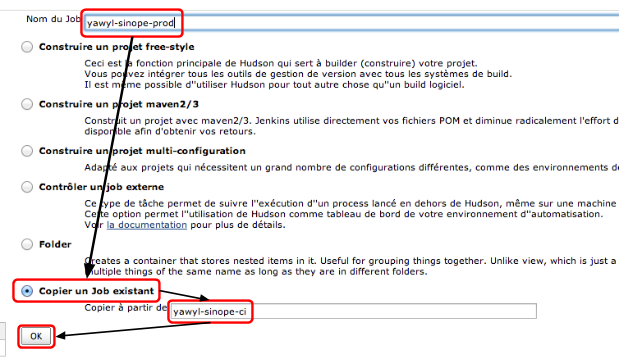 Nom du Job yawyl-sinope-prod
Construire un projet free-style
Ceci est la fonction principale de Hudson qui sert à builder (construire) votre projet.
Vous pouvez intégrer tous les outils de gestion de version avec tous les systèmes de build.
Il est même possible d''utiliser Hudson pour tout autre chose qu''un build logiciel.
Construire un projet maven2/3
Construit un projet avec maven2/3. Jenkins utilise directement vos fichiers POM et diminue radicalement l'effort d
disponible afin d'obtenir vos retours.
Construire un projet multi-configuration
Adapté aux projets qui nécessitent un grand nombre de configurations différentes, comme des environnements de
Contrôler un job externe
Ce type de tâche permet de suivre l''exécution d''un process lancé en dehors de Hudson, même sur une machine
Cette option permet l''utilisation de Hudson comme tableau de bord de votre environnement d''automatisation.
Voir la documentation pour plus de détails.
Folder
Creates a container that stores nested items in it. Useful for grouping things together. Unlike view, which is just a
multiple things of the same name as long as they are in different folders.
Copier un Job existant
Copier à partir de yawyl-sinope-ci
OK